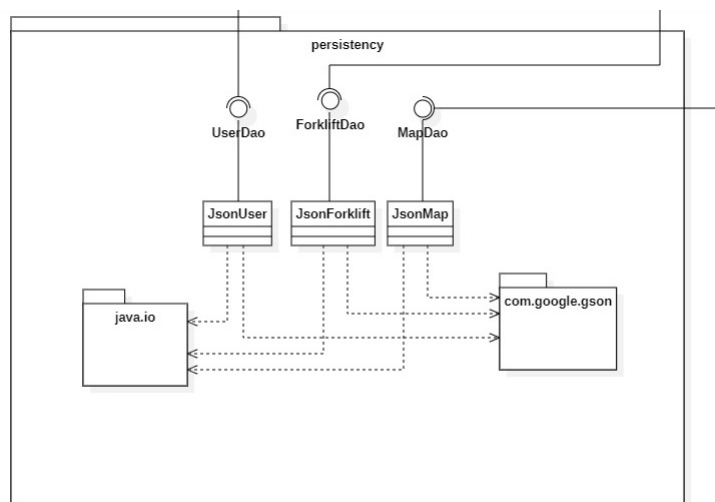 persistency
UserDao
ForkliftDao
MapDao
JsonUser
JsonForklift
JsonMap
java.io
com.google.gson